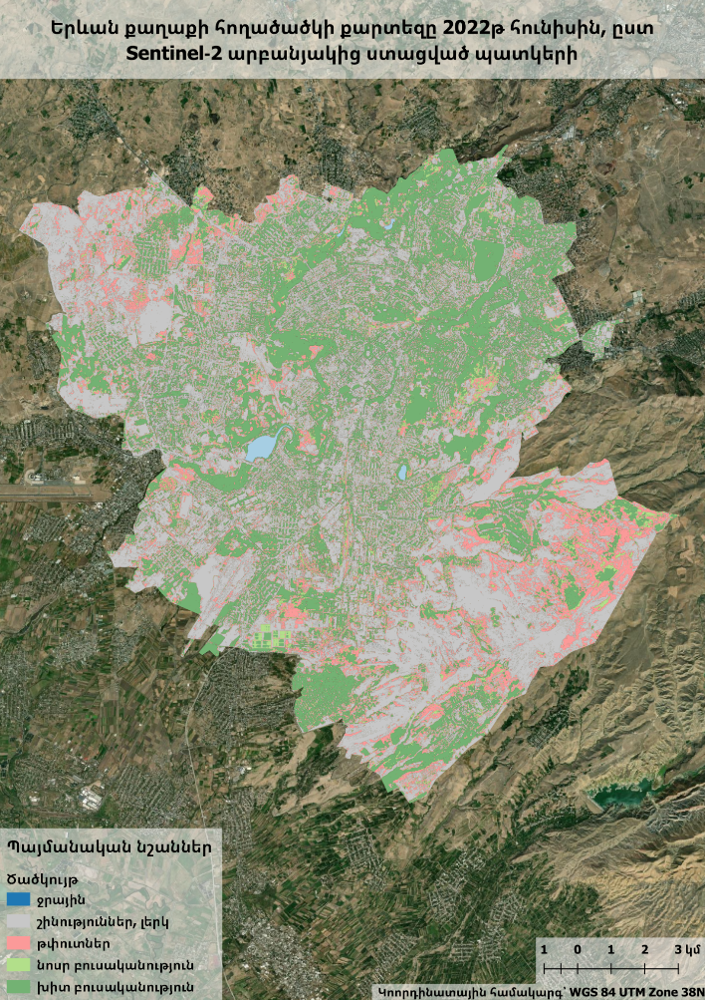 Երևան քաղաքի հողածածկի քարտեզը 2022թ հունիսին, ըստ
Sentinel-2 արբանյակից ստացված պատկերի
Պայմանական նշաններ
Ծածկույթ
ջրային
շինություններ, լերկ
թփուտներ
նոսր բուսականություն
խիտ բուսականություն
1 0 1 2 3 կմ
Կոորդինատային համակարգ՝ WGS 84 UTM Zone 38N